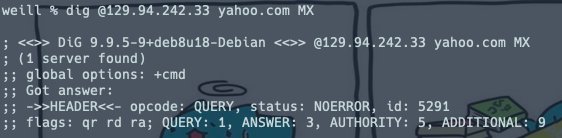 weill % dig @129.94.242.33 yahoo.com MX
; <<>> DiG 9.9.5-9+deb8u18-Debian <<>> @129.94.242.33 yahoo.com MX
; (1 server found)
;; global options: +cmd
;; Got answer:
;; ->>HEADER<<- opcode: QUERY, status: NOERROR, id: 5291
;; flags: qr rd ra; QUERY: 1, ANSWER: 3, AUTHORITY: 5, ADDITIONAL: 9